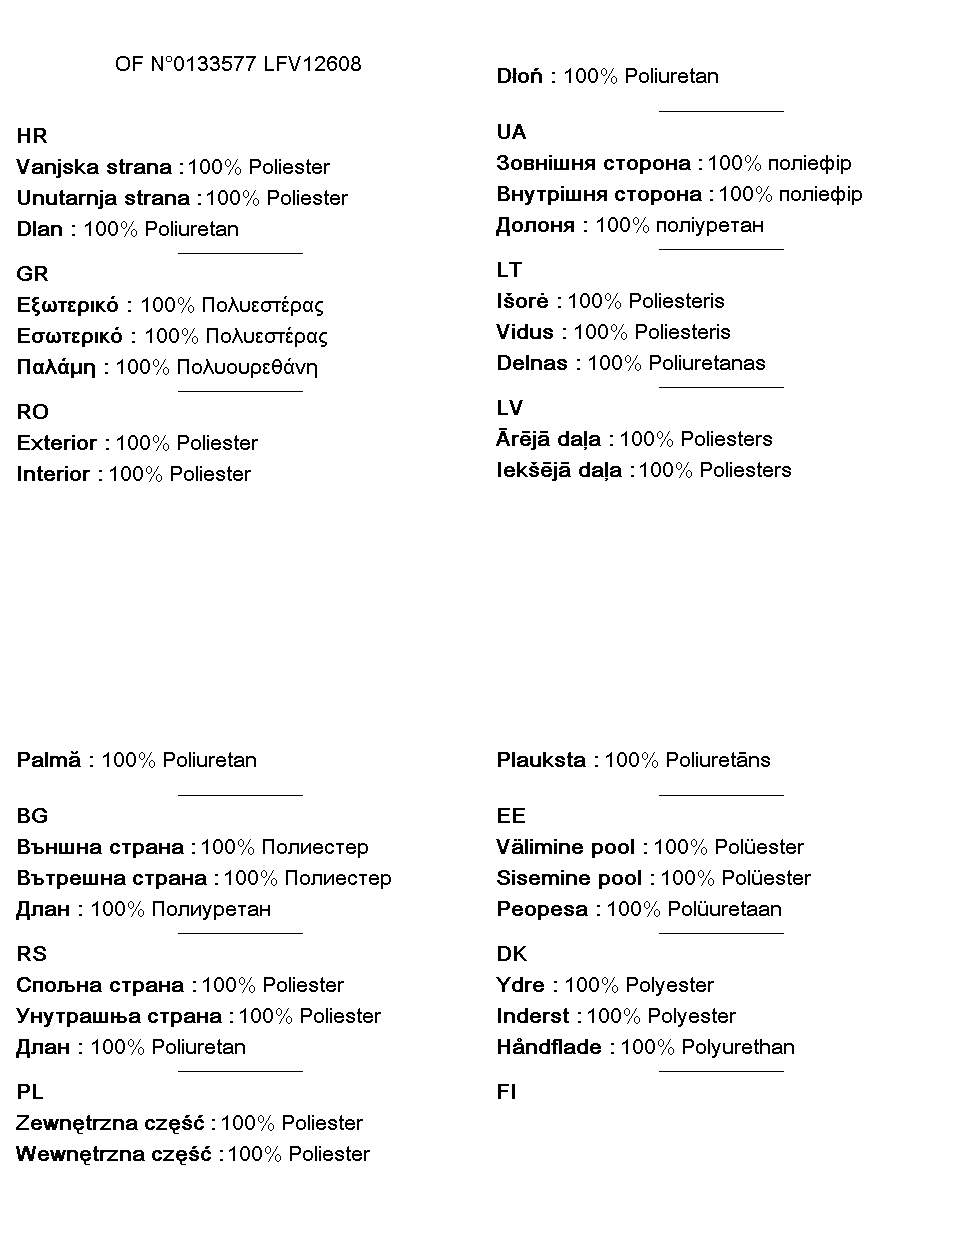 OF N°0133577 LFV12608
HR
Vanjska strana : 100% Poliester
Unutarnja strana : 100% Poliester
Dlan : 100% Poliuretan
GR
Εξωτερικό : 100% Πολυεστέρας
Εσωτερικό : 100% Πολυεστέρας
Παλάμη : 100% Πολυουρεθάνη
RO
Exterior : 100% Poliester
Interior : 100% Poliester
Palmă : 100% Poliuretan
BG
Външна страна : 100% Полиестер
Вътрешна страна : 100% Полиестер
Длан : 100% Полиуретан
RS
Спољна страна : 100% Poliester
Унутрашња страна : 100% Poliester
Длан : 100% Poliuretan
PL
Zewnętrzna część : 100% Poliester
Wewnętrzna część : 100% Poliester
Dłoń : 100% Poliuretan
UA
Зовнішня сторона : 100% поліефір
Внутрішня сторона : 100% поліефір
Долоня : 100% поліуретан
LT
Išorė : 100% Poliesteris
Vidus : 100% Poliesteris
Delnas : 100% Poliuretanas
LV
Ārējā daļa : 100% Poliesters
Iekšējā daļa : 100% Poliesters
Plauksta : 100% Poliuretāns
EE
Välimine pool : 100% Polüester
Sisemine pool : 100% Polüester
Peopesa : 100% Polüuretaan
DK
Ydre : 100% Polyester
Inderst : 100% Polyester
Håndflade : 100% Polyurethan
FI